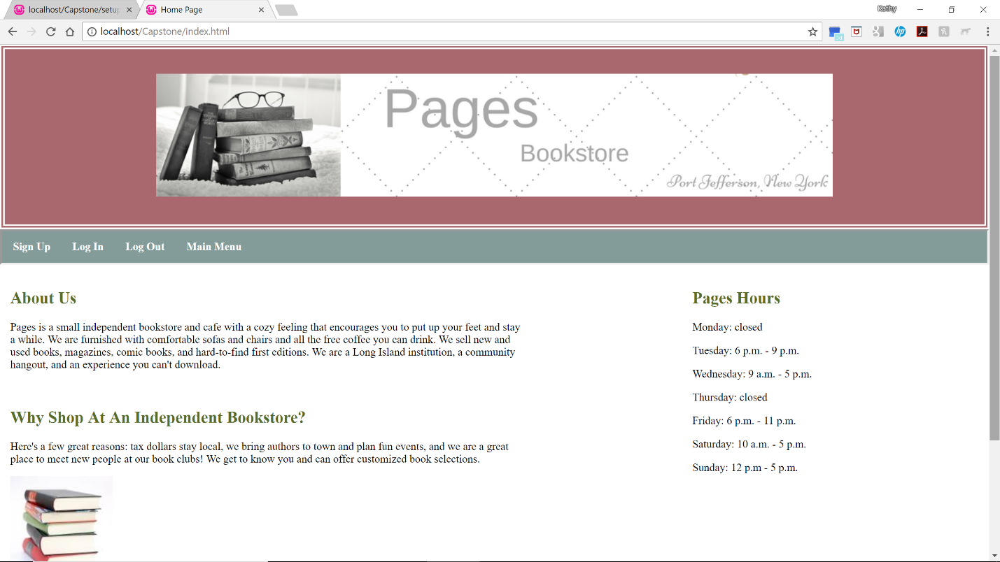 localhost/Capstone/setup
Home Page
Kathy
localhost/Capstone/index.html
Pages
Bookstore
Port Jefferson, New York
Sign Up Log In Log Out Main Menu
About Us
Pages is a small independent bookstore and cafe with a cozy feeling that encourages you to put up your feet and stay
a while. We are furnished with comfortable sofas and chairs and all the free coffee you can drink. We sell new and
used books, magazines, comic books, and hard-to-find first editions. We are a Long Island institution, a community
hangout, and an experience you can't download.
Why Shop At An Independent Bookstore?
Here's a few great reasons: tax dollars stay local, we bring authors to town and plan fun events, and we are a great
place to meet new people at our book clubs! We get to know you and can offer customized book selections.
Pages Hours
Monday: closed
Tuesday: 6 p.m. - 9 p.m.
Wednesday: 9 a.m. - 5 p.m.
Thursday: closed
Friday: 6 p.m. - 11 p.m.
Saturday: 10 a.m. - 5 p.m.
Sunday: 12 p.m - 5 p.m.